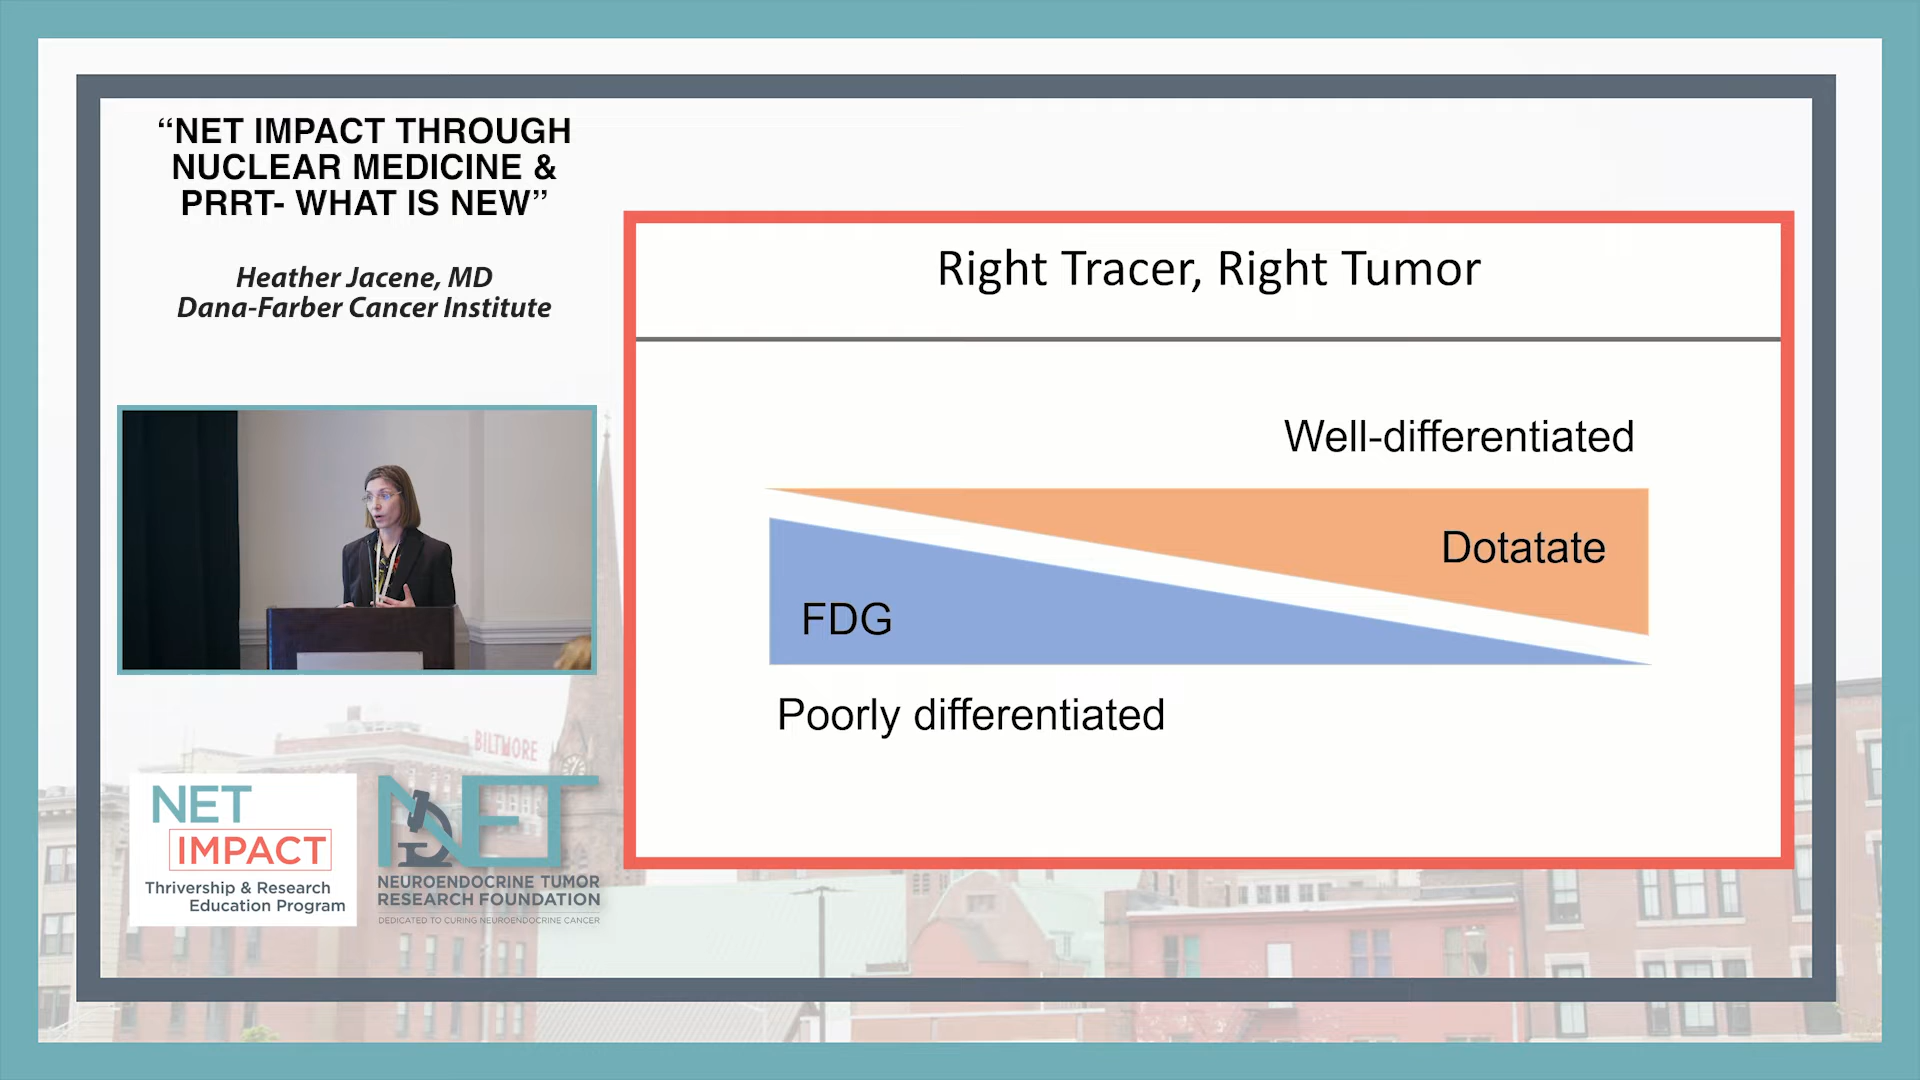 “NET IMPACT THROUGH
NUCLEAR MEDICINE &
PRRT- WHAT IS NEW”
Heather Jacene, MD
Dana-Farber Cancer Institute
Right Tracer, Right Tumor
Well-differentiated
Dotatate
FDG
Poorly differentiated
BILTMORE
NET
IMPACT
Thrivership & Research
Education Program
NET
NEUROENDOCRINE TUMOR
RESEARCH FOUNDATION
DEDICATED TO CURING NEUROENDOCRINE CANCER